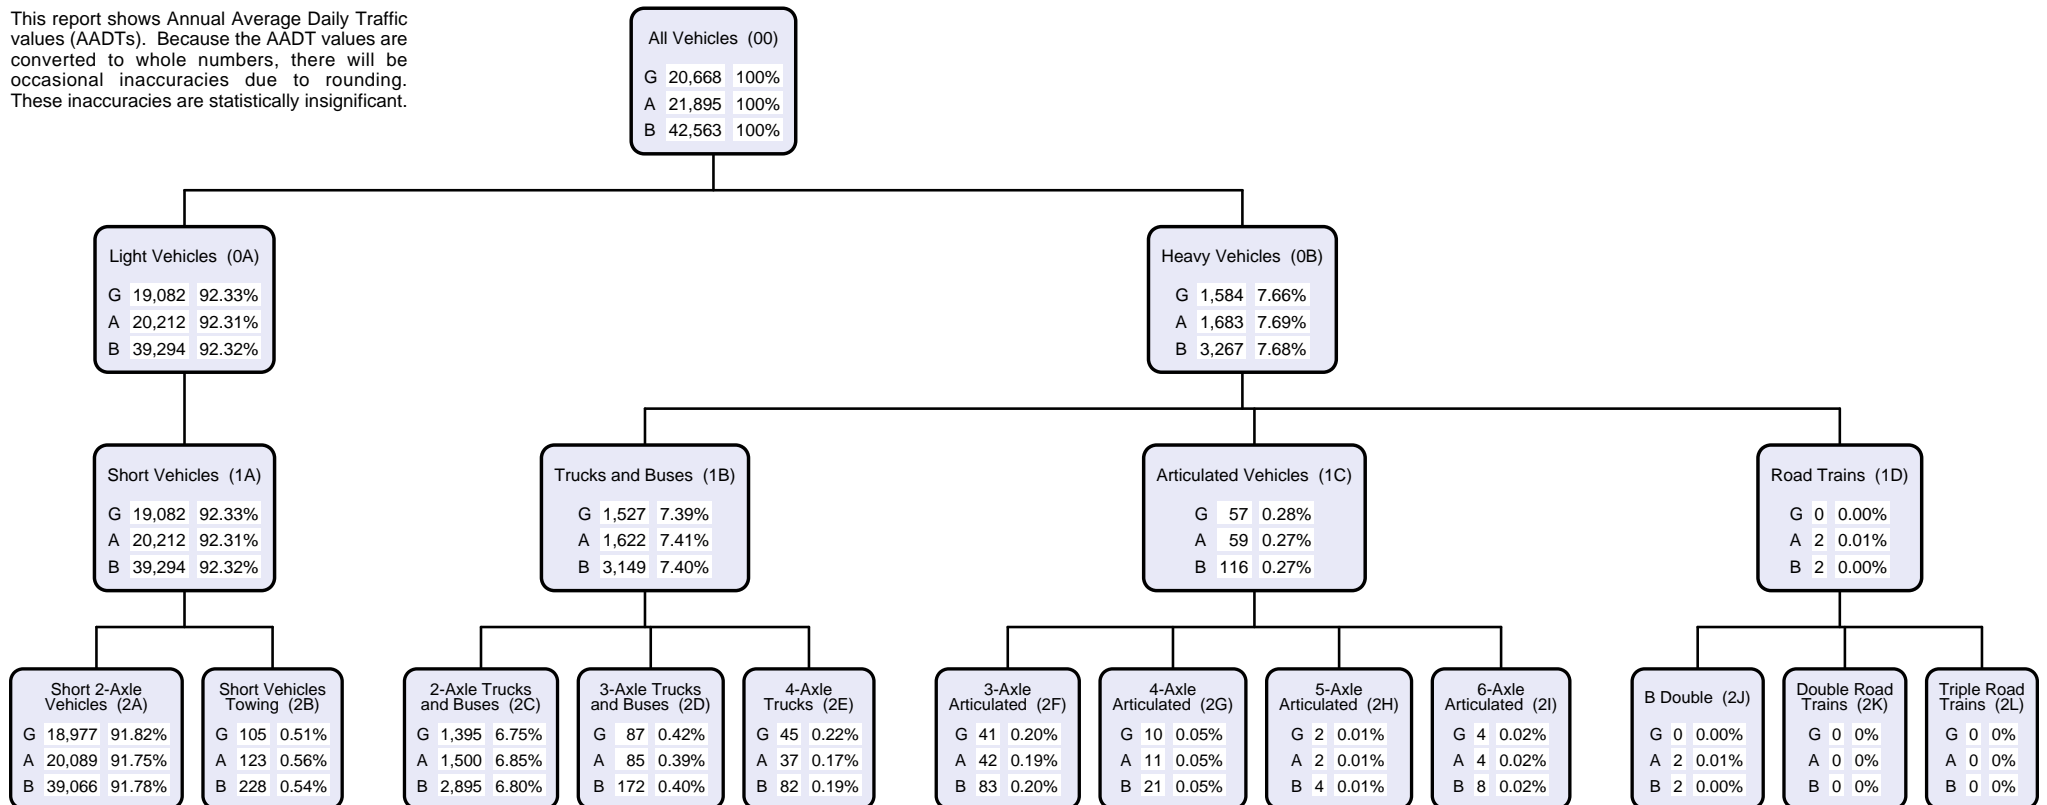 This report shows Annual Average Daily Traffic
values (AADTs).  Because the AADT values are
converted to whole numbers, there will be
occasional inaccuracies due to rounding.
These inaccuracies are statistically insignificant.
All Vehicles (00)
G 20,668 100%
A 21,895 100%
B 42,563 100%
Light Vehicles (0A)
G 19,082 92.33%
A 20,212 92.31%
B 39,294 92.32%
Heavy Vehicles (0B)
G 1,584 7.66%
A 1,683 7.69%
B 3,267 7.68%
Short Vehicles (1A)
G 19,082 92.33%
A 20,212 92.31%
B 39,294 92.32%
Trucks and Buses (1B)
G 1,527 7.39%
A 1,622 7.41%
B 3,149 7.40%
Articulated Vehicles (1C)
G 57 0.28%
A 59 0.27%
B 116 0.27%
Road Trains (1D)
G 0 0.00%
A 2 0.01%
B 2 0.00%
Short 2-Axle
Vehicles (2A)
G 18,977 91.82%
A 20,089 91.75%
B 39,066 91.78%
Short Vehicles
Towing (2B)
G 105 0.51%
A 123 0.56%
B 228 0.54%
2-Axle Trucks
and Buses (2C)
G 1,395 6.75%
A 1,500 6.85%
B 2,895 6.80%
3-Axle Trucks
and Buses (2D)
G 87 0.42%
A 85 0.39%
B 172 0.40%
4-Axle
Trucks (2E)
G 45 0.22%
A 37 0.17%
B 82 0.19%
3-Axle
Articulated (2F)
G 41 0.20%
A 42 0.19%
B 83 0.20%
4-Axle
Articulated (2G)
G 10 0.05%
A 11 0.05%
B 21 0.05%
5-Axle
Articulated (2H)
G 2 0.01%
A 2 0.01%
B 4 0.01%
6-Axle
Articulated (2I)
G 4 0.02%
A 4 0.02%
B 8 0.02%
B Double (2J)
G 0 0.00%
A 2 0.01%
B 2 0.00%
Double Road
Trains (2K)
G 0 0%
A 0 0%
B 0 0%
Triple Road
Trains (2L)
G 0 0%
A 0 0%
B 0 0%